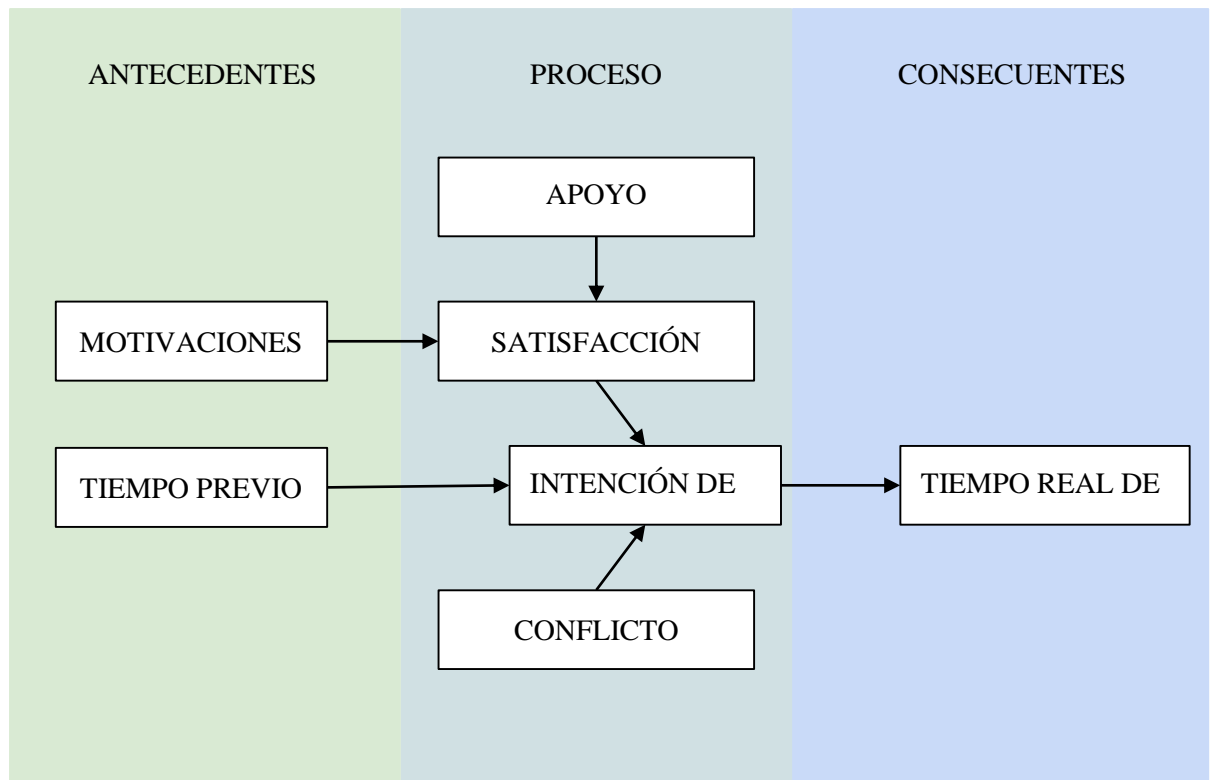 ANTECEDENTES
PROCESO
CONSECUENTES
APOYO
MOTIVACIONES
SATISFACCIÓN
TIEMPO PREVIO
INTENCIÓN DE
TIEMPO REAL DE
CONFLICTO